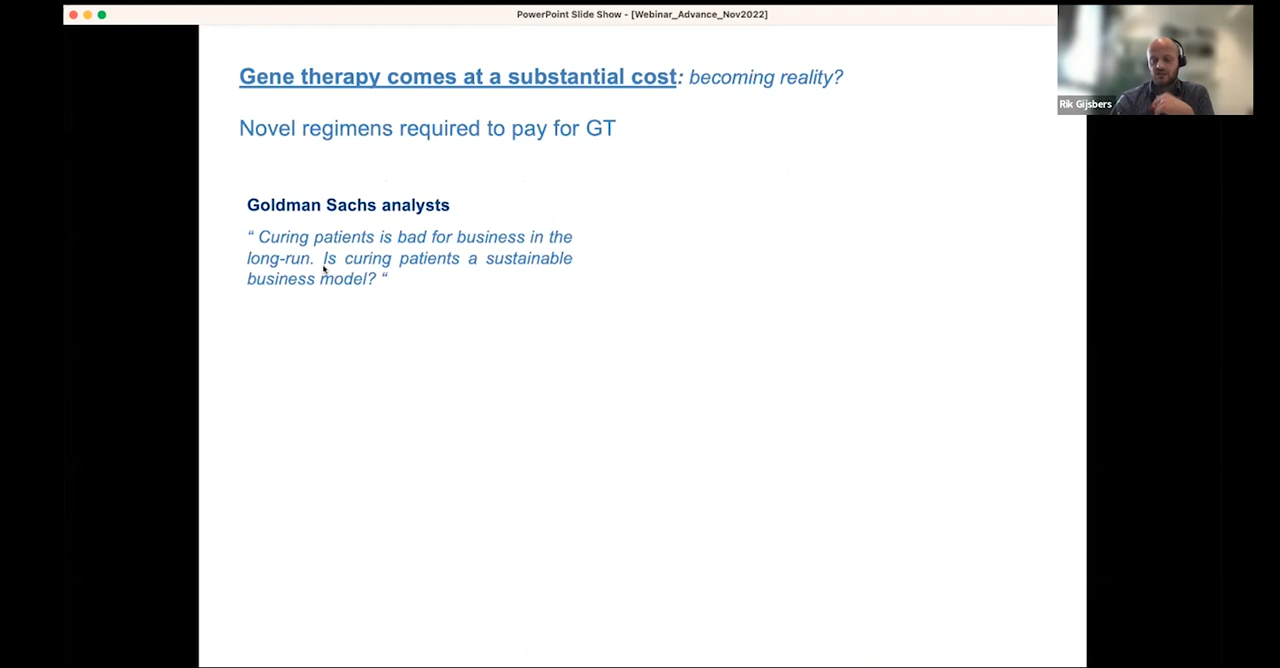 PowerPoint Slide Show - [Webinar_Advance_Nov2022]
Gene therapy comes at a substantial cost: becoming reality?
Rik Gijsbers
Novel regimens required to pay for GT
Goldman Sachs analysts
“ Curing patients is bad for business in the
long-run. Is curing patients a sustainable
business model? “